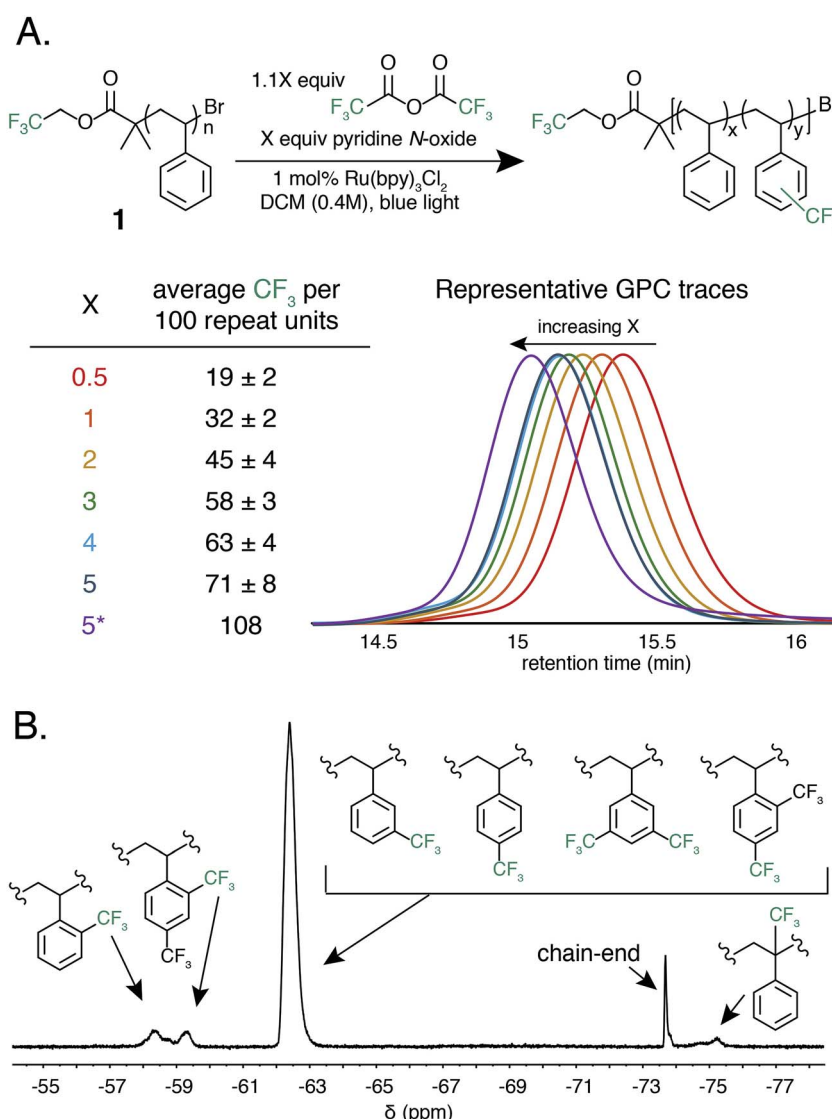 A.
1.1X equiv
O
O
F₃C
O
CF₃
X equiv pyridine N-oxide
1 mol% Ru(bpy)₃Cl₂
DCM (0.4M), blue light
F₃C
O
O
Br
n
1
F₃C
O
O
B
x
y
CF
X
average CF₃ per
100 repeat units
0.5
19 ± 2
1
32 ± 2
2
45 ± 4
3
58 ± 3
4
63 ± 4
5
71 ± 8
5*
108
Representative GPC traces
increasing X
14.5
15
15.5
16
retention time (min)
B.
CF₃
CF₃
CF₃
CF₃
CF₃
F₃C
CF₃
CF₃
CF₃
chain-end
CF₃
-55
-57
-59
-61
-63
-65
-67
-69
-71
-73
-75
-77
δ (ppm)